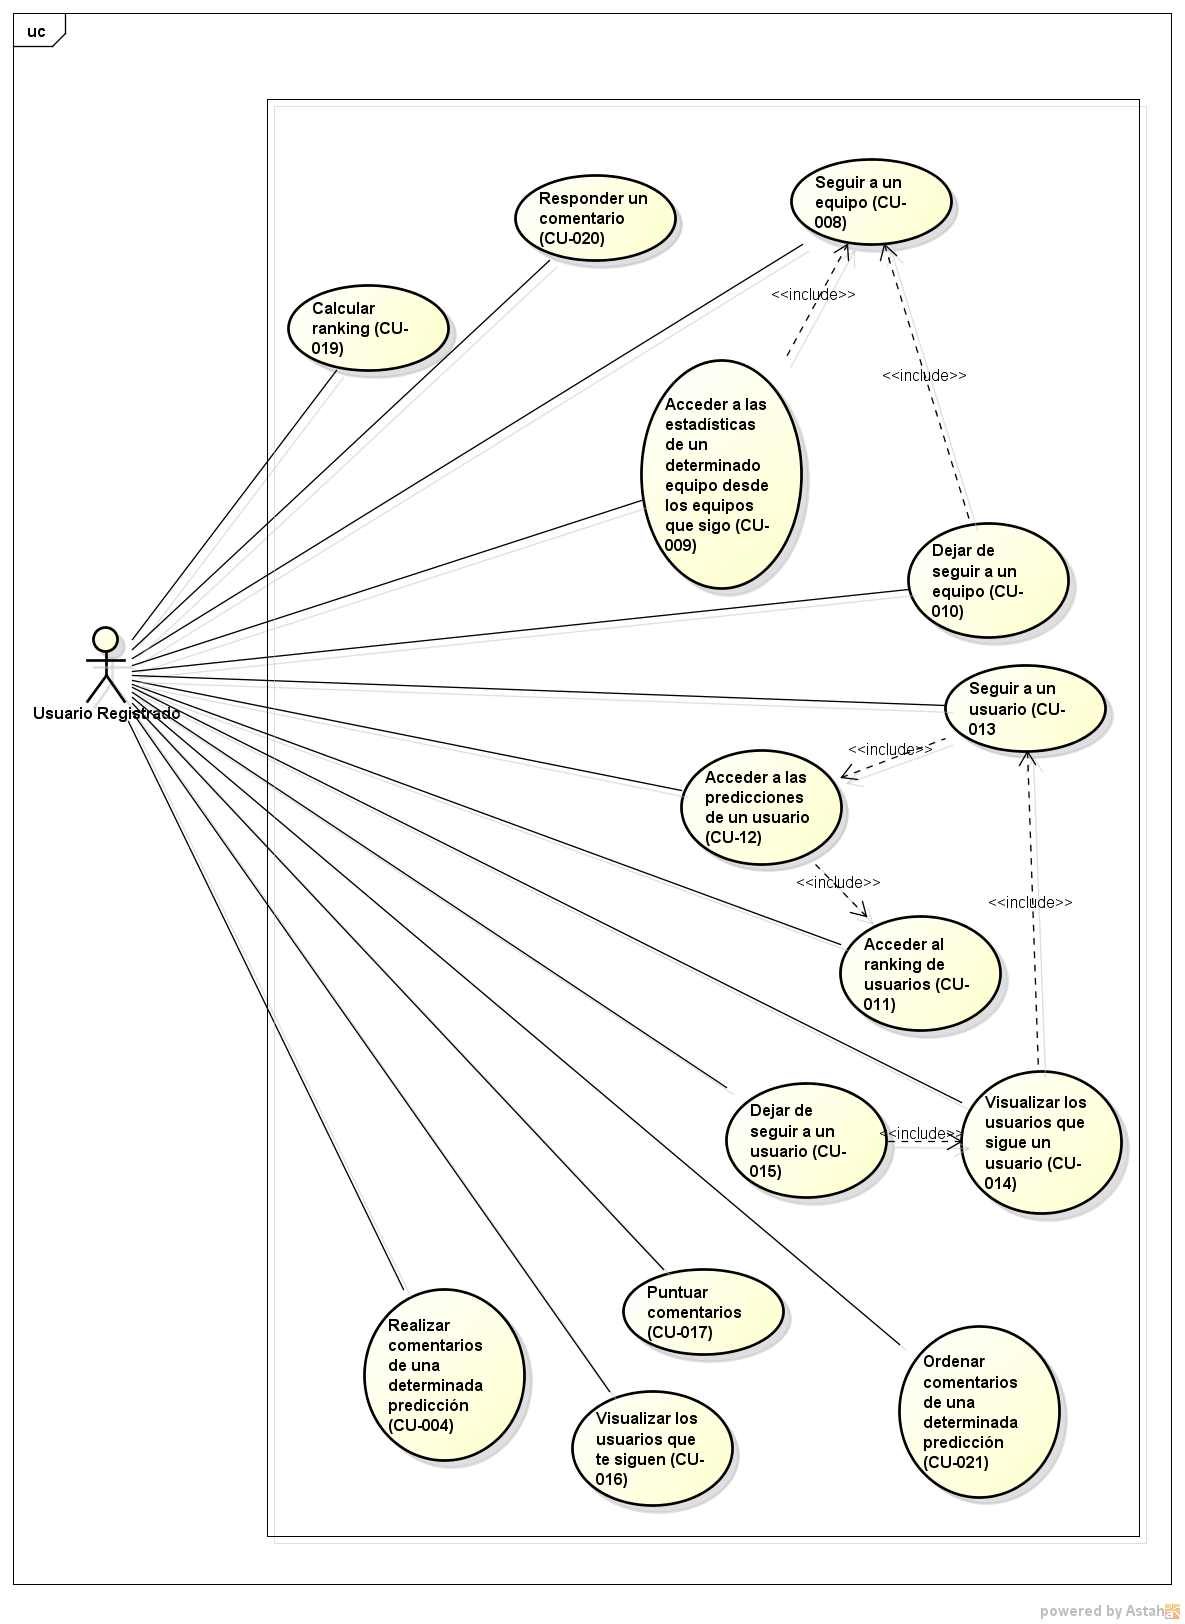 uc
Seguir a un
equipo (CU-
008)
Responder un
comentario
(CU-020)
<<include>>
Calcular
ranking (CU-
019)
<<include>>
Acceder a las
estadísticas
de un
determinado
equipo desde
los equipos
que sigo (CU-
009)
Dejar de
seguir a un
equipo (CU-
010)
Usuario Registrado
Seguir a un
usuario (CU-
013
<<include>>
Acceder a las
predicciones
de un usuario
(CU-12)
<<include>>
<<include>>
Acceder al
ranking de
usuarios (CU-
011)
Dejar de
seguir a un
usuario (CU-
015)
<<include>>
Visualizar los
usuarios que
sigue un
usuario (CU-
014)
Puntuar
comentarios
(CU-017)
Realizar
comentarios
de una
determinada
predicción
(CU-004)
Ordenar
comentarios
de una
determinada
predicción
(CU-021)
Visualizar los
usuarios que
te siguen (CU-
016)
powered by Astah